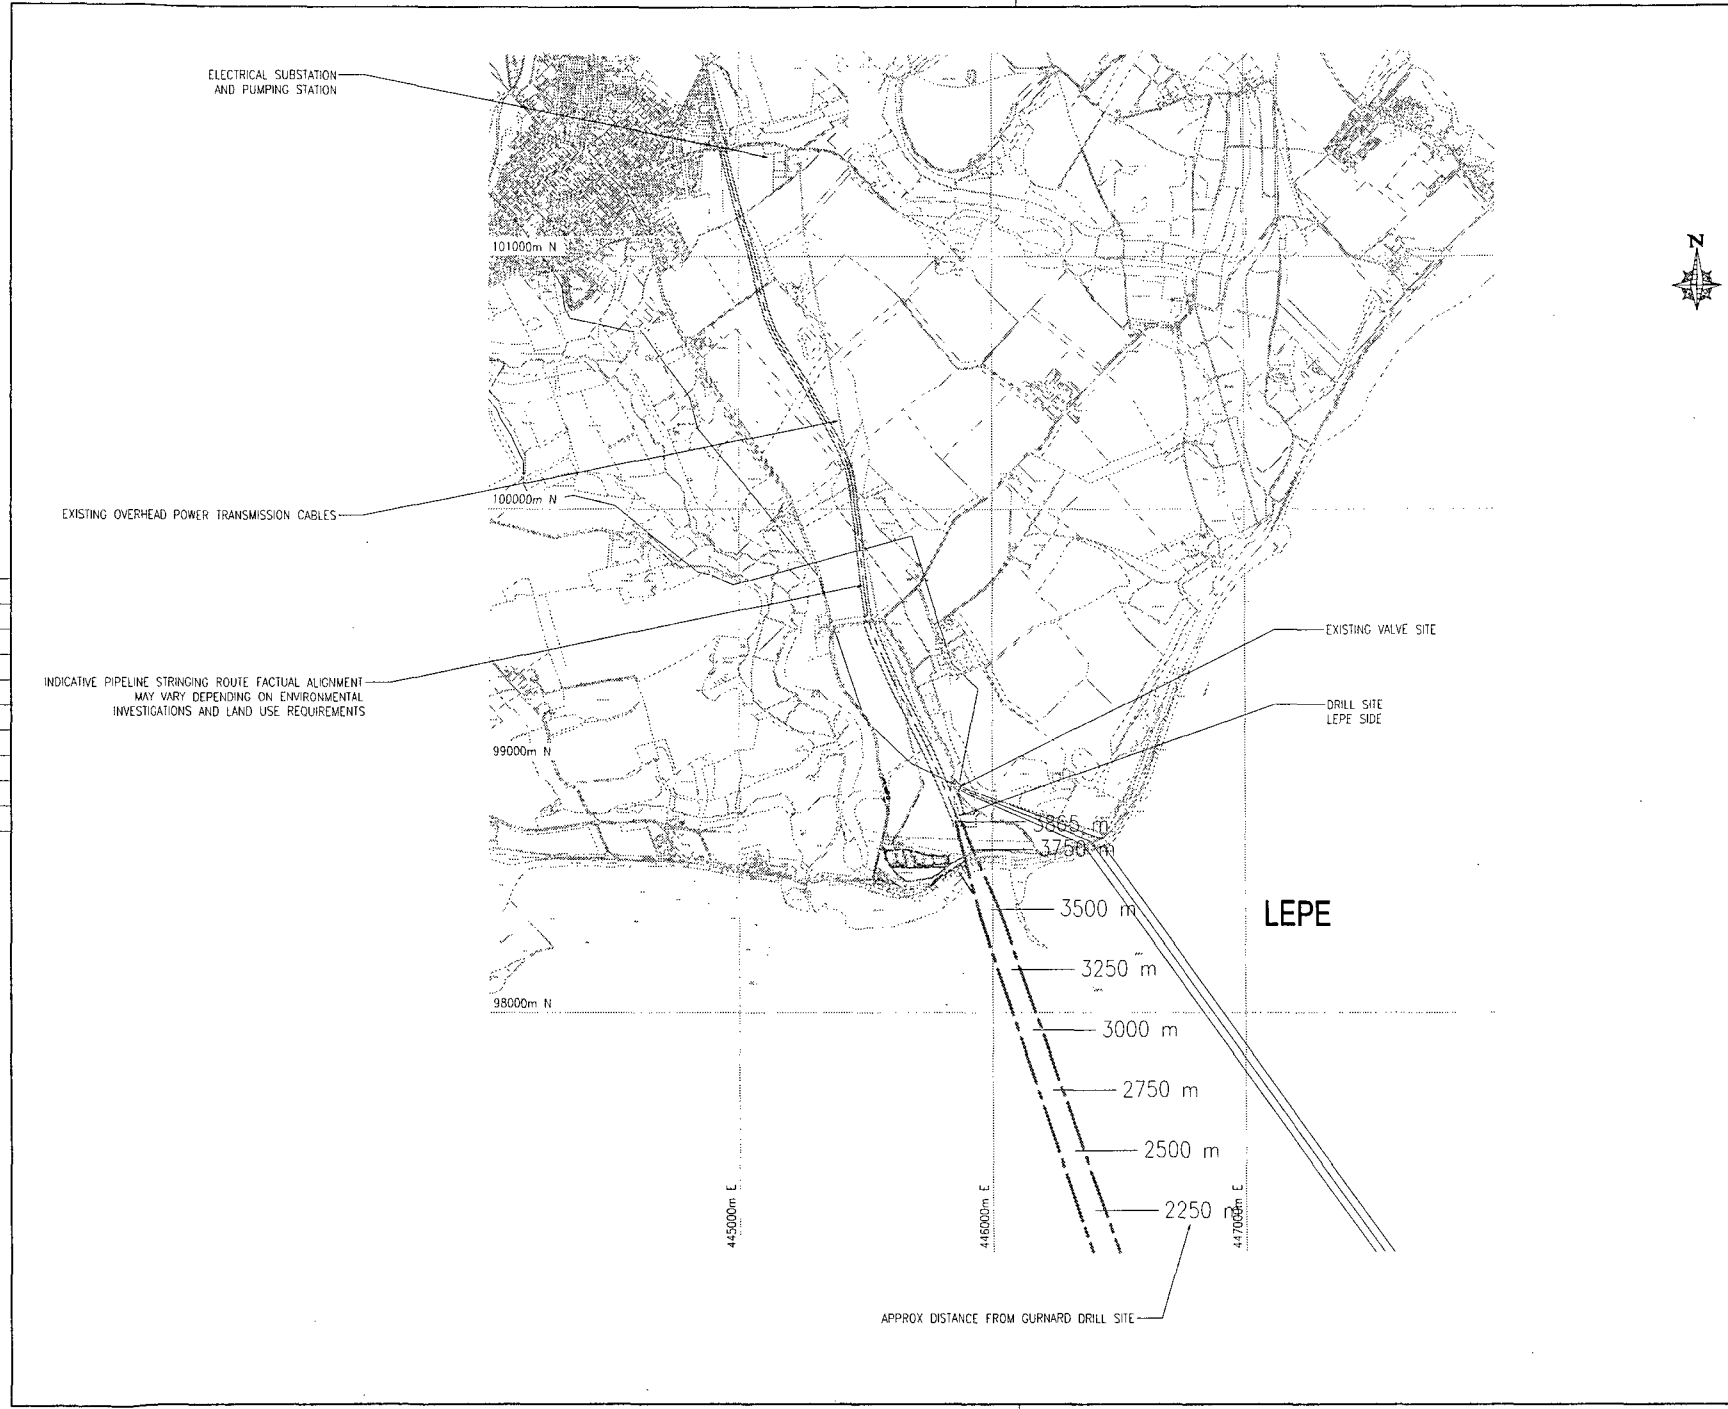 ELECTRICAL SUBSTATION
AND PUMPING STATION
N
101000m N
100000m N
EXISTING OVERHEAD POWER TRANSMISSION CABLES
EXISTING VALVE SITE
INDICATIVE PIPELINE STRINGING ROUTE FACTUAL ALIGNMENT
MAY VARY DEPENDING ON ENVIRONMENTAL
INVESTIGATIONS AND LAND USE REQUIREMENTS
DRILL SITE
LEPE SIDE
99000m N
3865 m
3750 m
3500 m
LEPE
3250 m
98000m N
3000 m
2750 m
2500 m
2250 m
445000m E
446000m E
447000m E
APPROX DISTANCE FROM GURNARD DRILL SITE